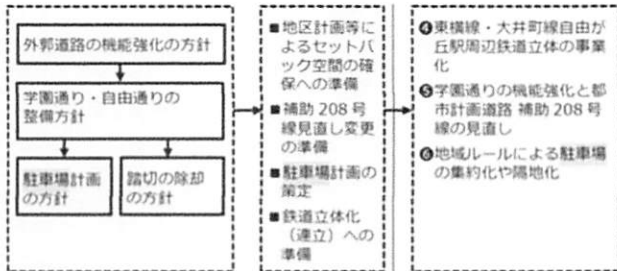 外郭道路の機能強化の方針
学園通り・自由通りの
整備方針
駐車場計画
の方針
踏切の除却
の方針
■地区計画等に
よるセットバ
ック空間の確
保への準備
■補助208号
線見直し変更
の準備
■駐車場計画の
策定
■鉄道立体化
（連立）への
準備
❹東横線・大井町線自由が
丘駅周辺鉄道立体の事業
化
❺学園通りの機能強化と都
市計画道路 補助208号
線の見直し
❻地域ルールによる駐車場
の集約化や隔地化